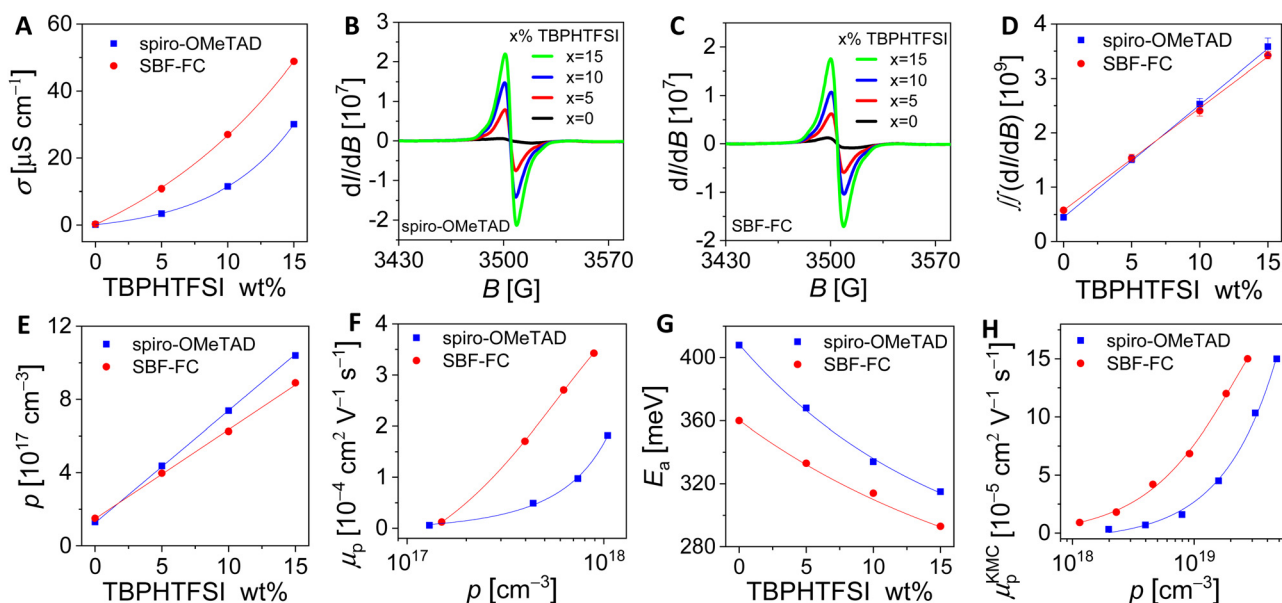 A
σ [µS cm⁻¹]
60
40
20
0
spiro-OMeTAD
SBF-FC
0 5 10 15
TBPHTFSI wt%
B
dI/dB [10⁷]
3
2
1
0
-1
-2
x% TBPHTFSI
x=15
x=10
x=5
x=0
spiro-OMeTAD
3430 3500 3570
B [G]
C
dI/dB [10⁷]
2
1
0
-1
-2
x% TBPHTFSI
x=15
x=10
x=5
x=0
SBF-FC
3430 3500 3570
B [G]
D
∬(dI/dB) [10⁹]
4
3
2
1
0
spiro-OMeTAD
SBF-FC
0 5 10 15
TBPHTFSI wt%
E
p [10¹⁷ cm⁻³]
12
8
4
0
spiro-OMeTAD
SBF-FC
0 5 10 15
TBPHTFSI wt%
F
μp [10⁻⁴ cm² V⁻¹ s⁻¹]
4
3
2
1
0
spiro-OMeTAD
SBF-FC
10¹⁷ 10¹⁸
p [cm⁻³]
G
Ea [meV]
400
360
320
280
spiro-OMeTAD
SBF-FC
0 5 10 15
TBPHTFSI wt%
H
μp^KMC [10⁻⁵ cm² V⁻¹ s⁻¹]
15
10
5
0
spiro-OMeTAD
SBF-FC
10¹⁸ 10¹⁹
p [cm⁻³]